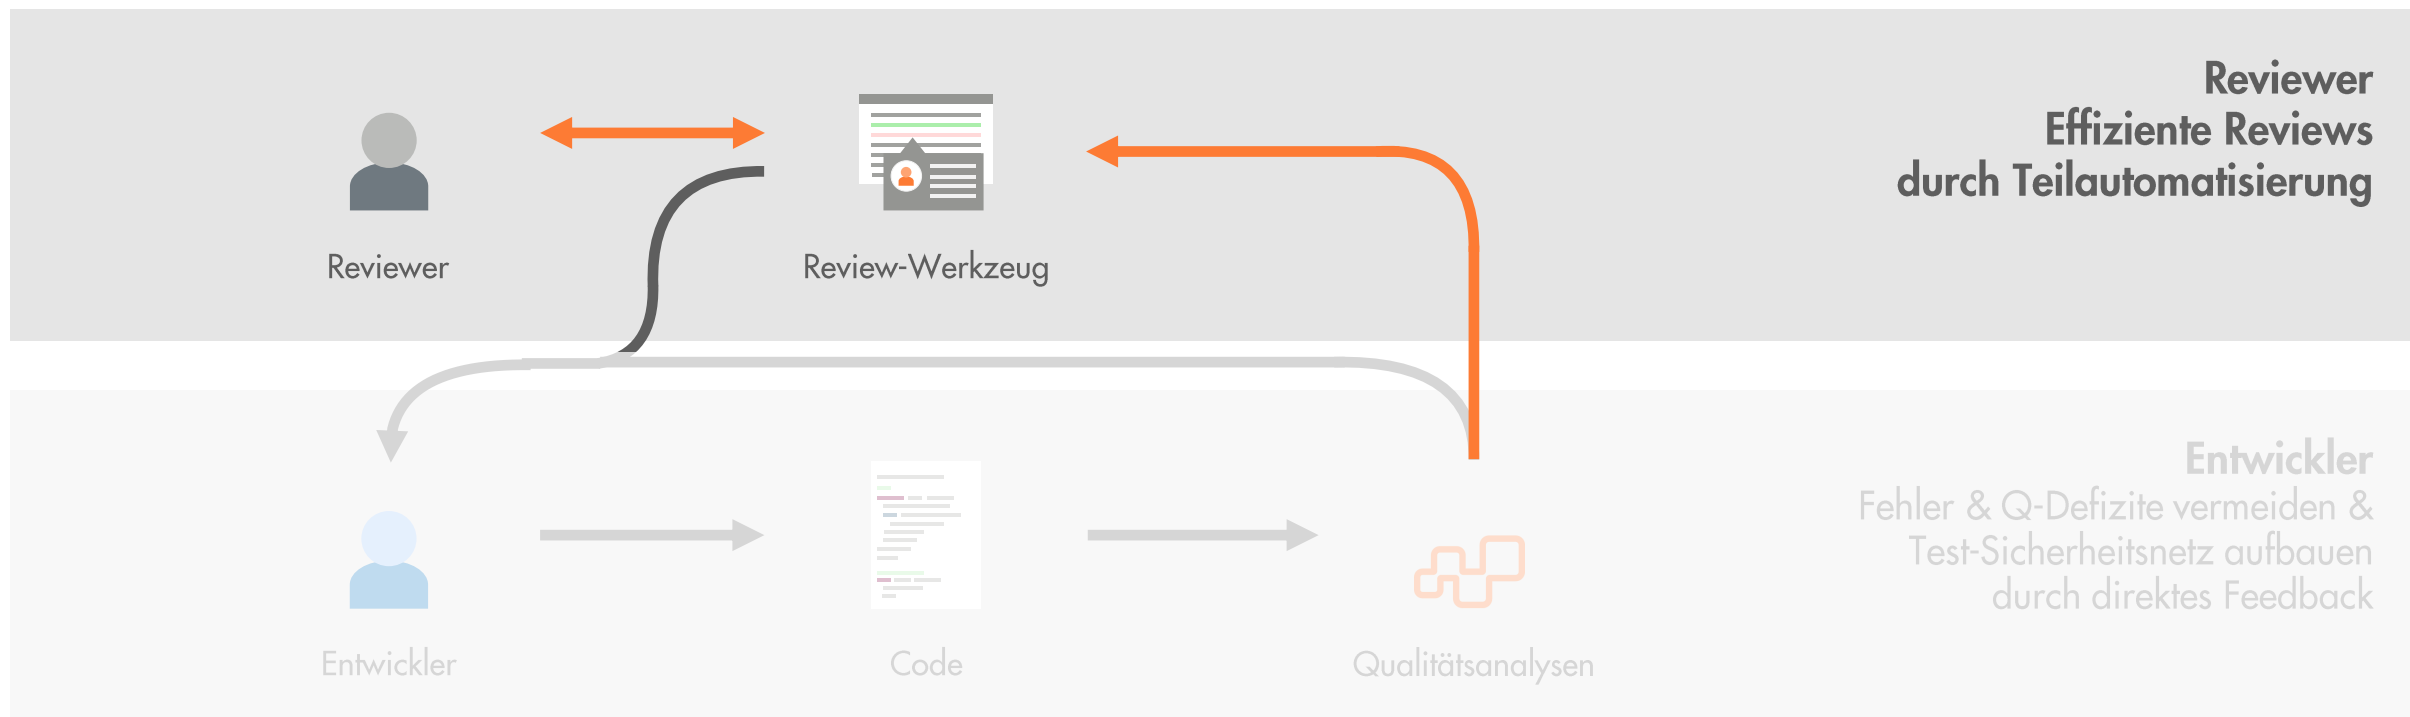 Reviewer
Effiziente Reviews
durch Teilautomatisierung
Reviewer
Review-Werkzeug
Entwickler
Fehler & Q-Defizite vermeiden &
Test-Sicherheitsnetz aufbauen
durch direktes Feedback
Entwickler
Code
Qualitätsanalysen